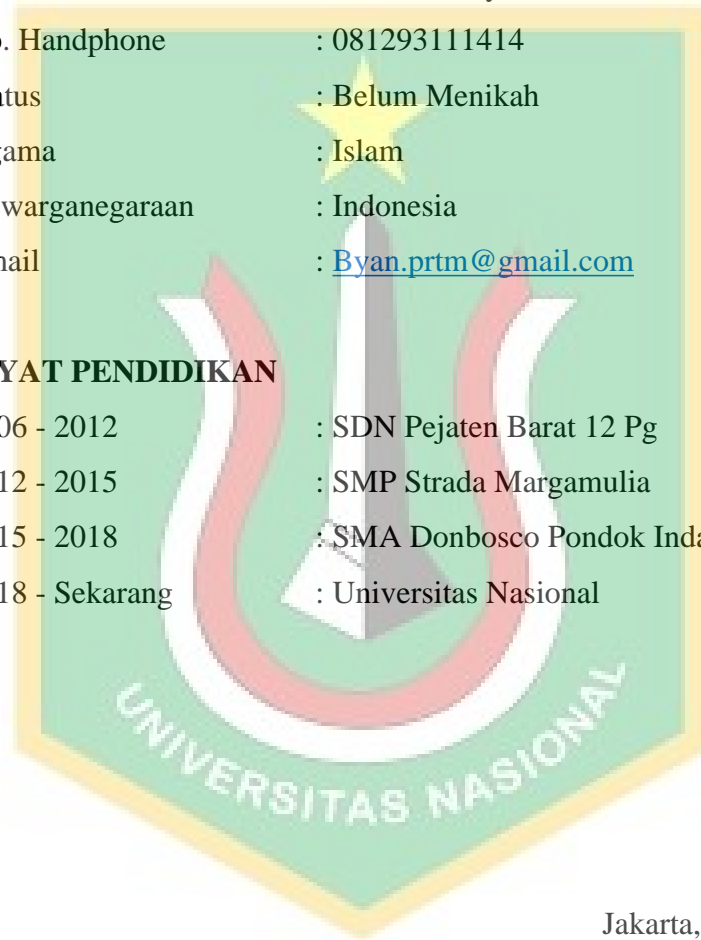 . Handphone : 081293111414
atus : Belum Menikah
gama : Islam
warganegaraan : Indonesia
nail : Byan.prtm@gmail.com
YAT PENDIDIKAN
06 - 2012 : SDN Pejaten Barat 12 Pg
12 - 2015 : SMP Strada Margamulia
15 - 2018 : SMA Donbosco Pondok Inda
18 - Sekarang : Universitas Nasional
UNIVERSITAS NASIONAL
Jakarta,